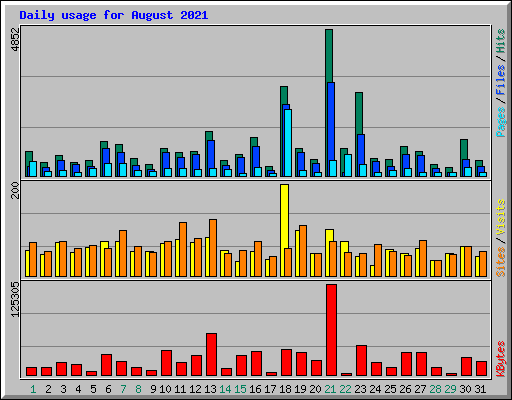 Daily usage for August 2021
4852
Pages / Files / Hits
200
Sites / Visits
125305
KBytes
1 2 3 4 5 6 7 8 9 10 11 12 13 14 15 16 17 18 19 20 21 22 23 24 25 26 27 28 29 30 31